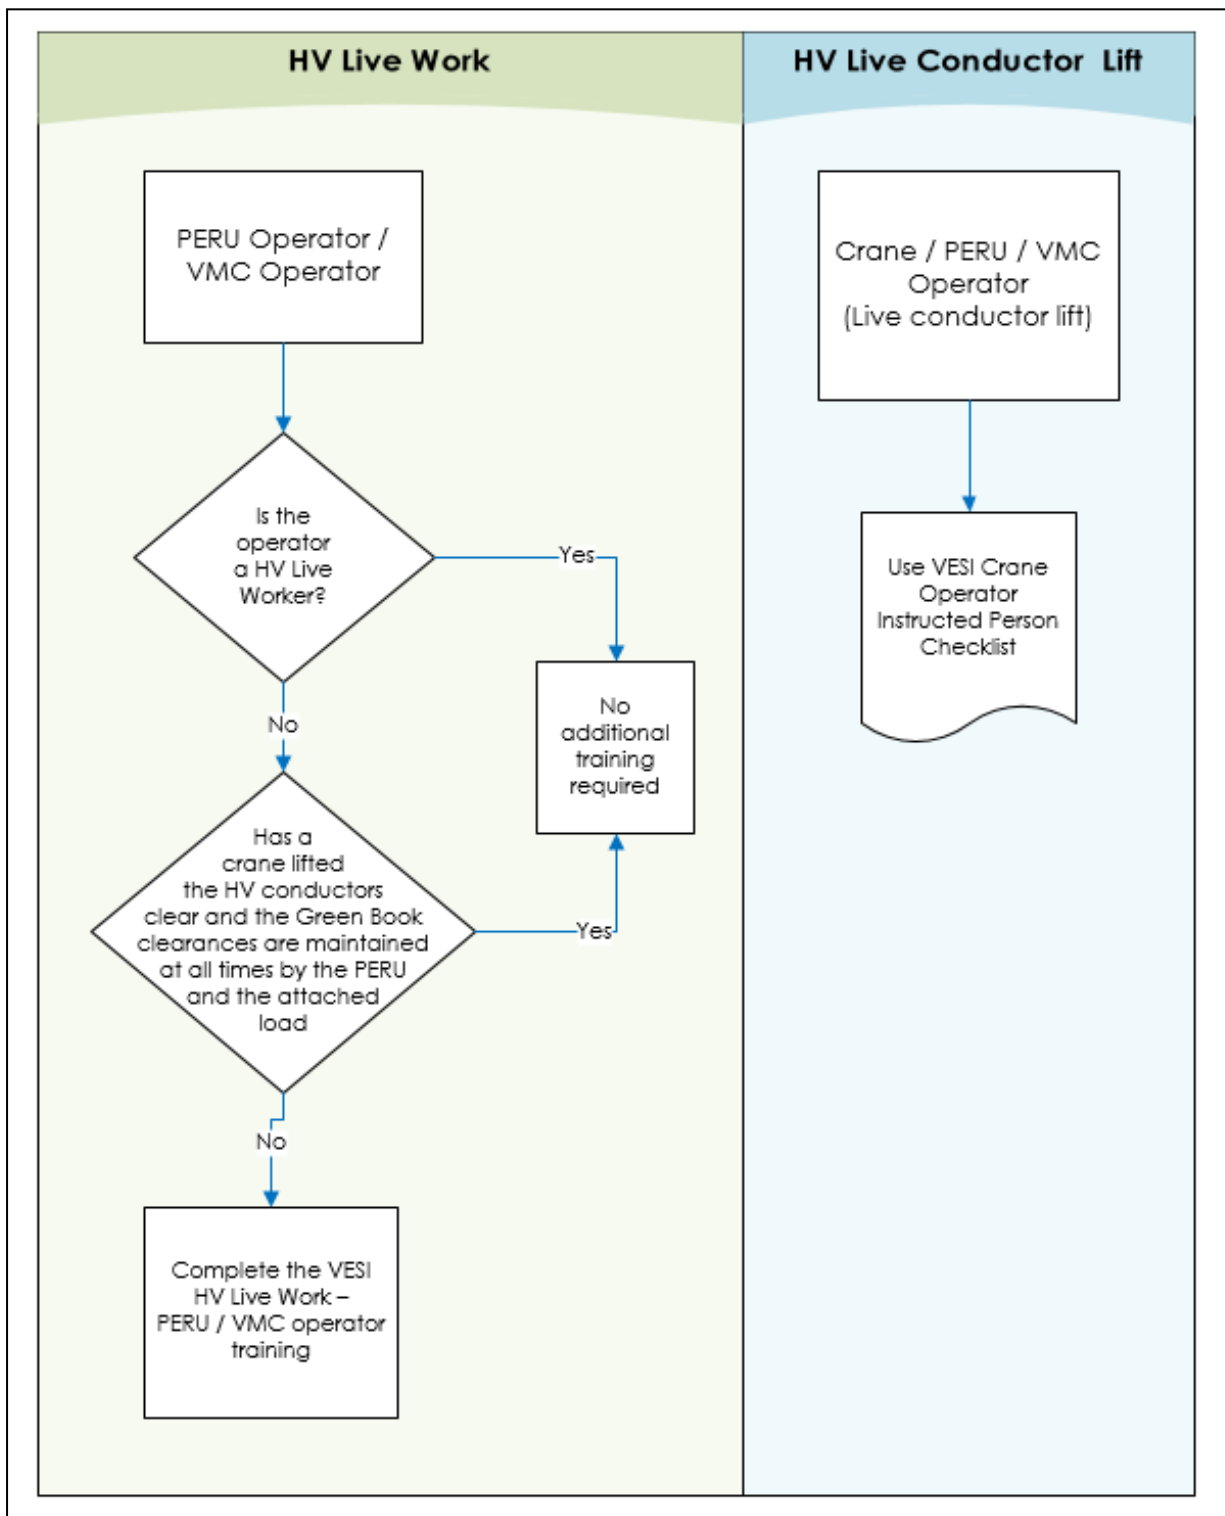 HV Live Work
PERU Operator /
VMC Operator
Is the
operator
a HV Live
Worker?
Yes
No
No
additional
training
required
Has a
crane lifted
the HV conductors
clear and the Green Book
clearances are maintained
at all times by the PERU
and the attached
load
Yes
No
Complete the VESI
HV Live Work –
PERU / VMC operator
training
HV Live Conductor Lift
Crane / PERU / VMC
Operator
(Live conductor lift)
Use VESI Crane
Operator
Instructed Person
Checklist